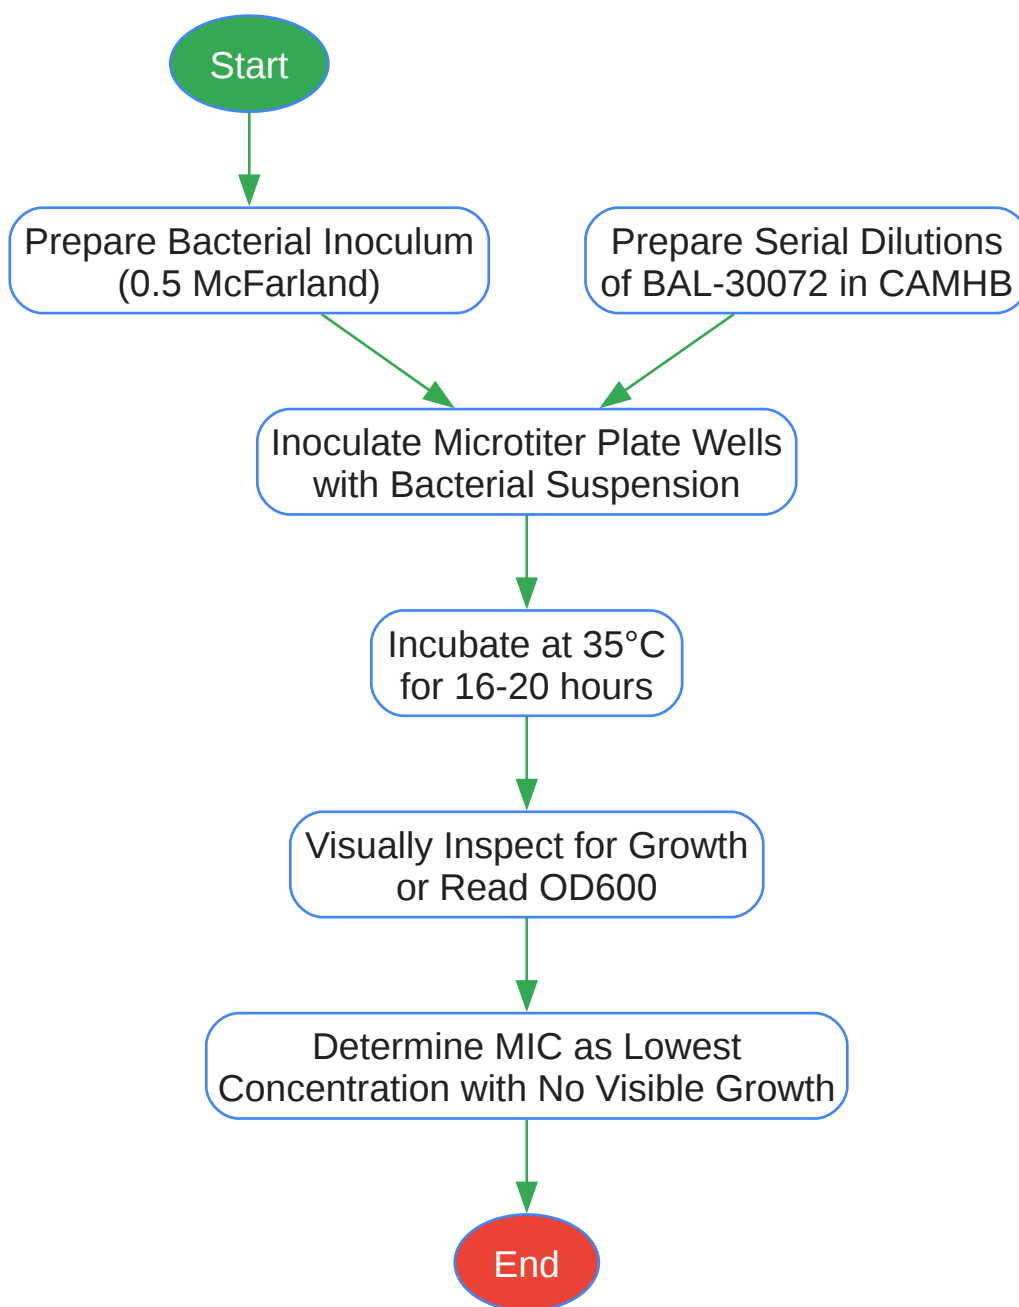 Start
Prepare Bacterial Inoculum
(0.5 McFarland)
Prepare Serial Dilutions
of BAL-30072 in CAMHB
Inoculate Microtiter Plate Wells
with Bacterial Suspension
Incubate at 35°C
for 16-20 hours
Visually Inspect for Growth
or Read OD600
Determine MIC as Lowest
Concentration with No Visible Growth
End